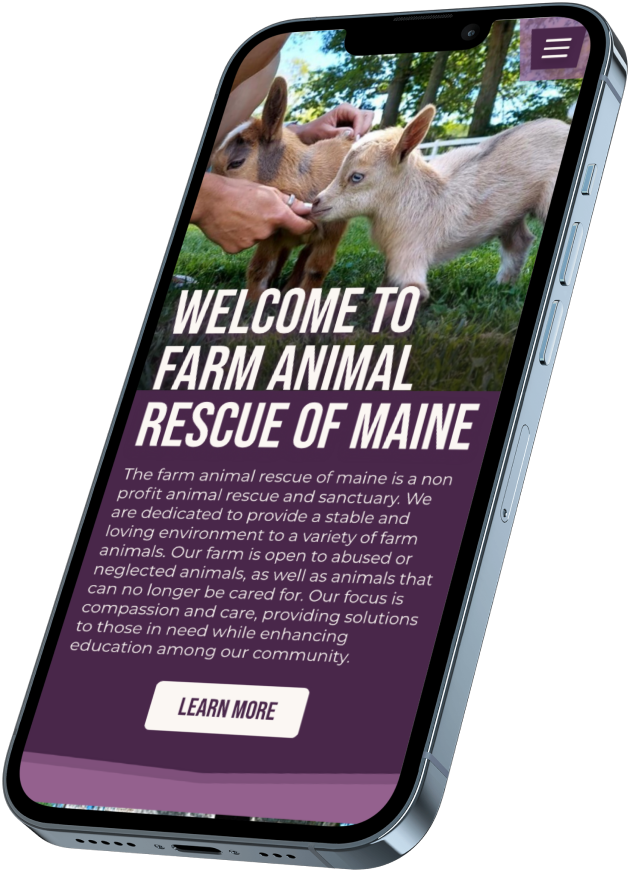 WELCOME TO
FARM ANIMAL
RESCUE OF MAINE
The farm animal rescue of maine is a non
profit animal rescue and sanctuary. We
are dedicated to provide a stable and
loving environment to a variety of farm
animals. Our farm is open to abused or
neglected animals, as well as animals that
can no longer be cared for. Our focus is
compassion and care, providing solutions
to those in need while enhancing
education among our community.
LEARN MORE